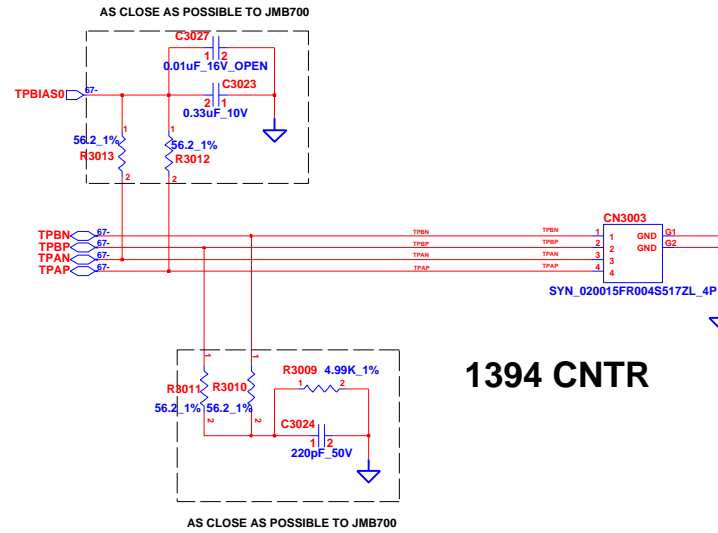 AS CLOSE AS POSSIBLE TO JMB700
C3027
1 2
0.01uF_16V_OPEN
TPBIAS0 67-
C3023
2 1
0.33uF_10V
1 1
56.2_1% 56.2_1%
R3013 R3012
2 2
CN3003
TPBN 67- TPBN TPBN 1 1 GND G1
TPBP 67- TPBP TPBP 2 2 GND G2
TPAN 67- TPAN TPAN 3 3
TPAP 67- TPAP TPAP 4 4
SYN_020015FR004S517ZL_4P
1 1
R3009 4.99K_1%
1 2
R3011 R3010
56.2_1% 56.2_1%
2 2
C3024
1 2
220pF_50V
1394 CNTR
AS CLOSE AS POSSIBLE TO JMB700